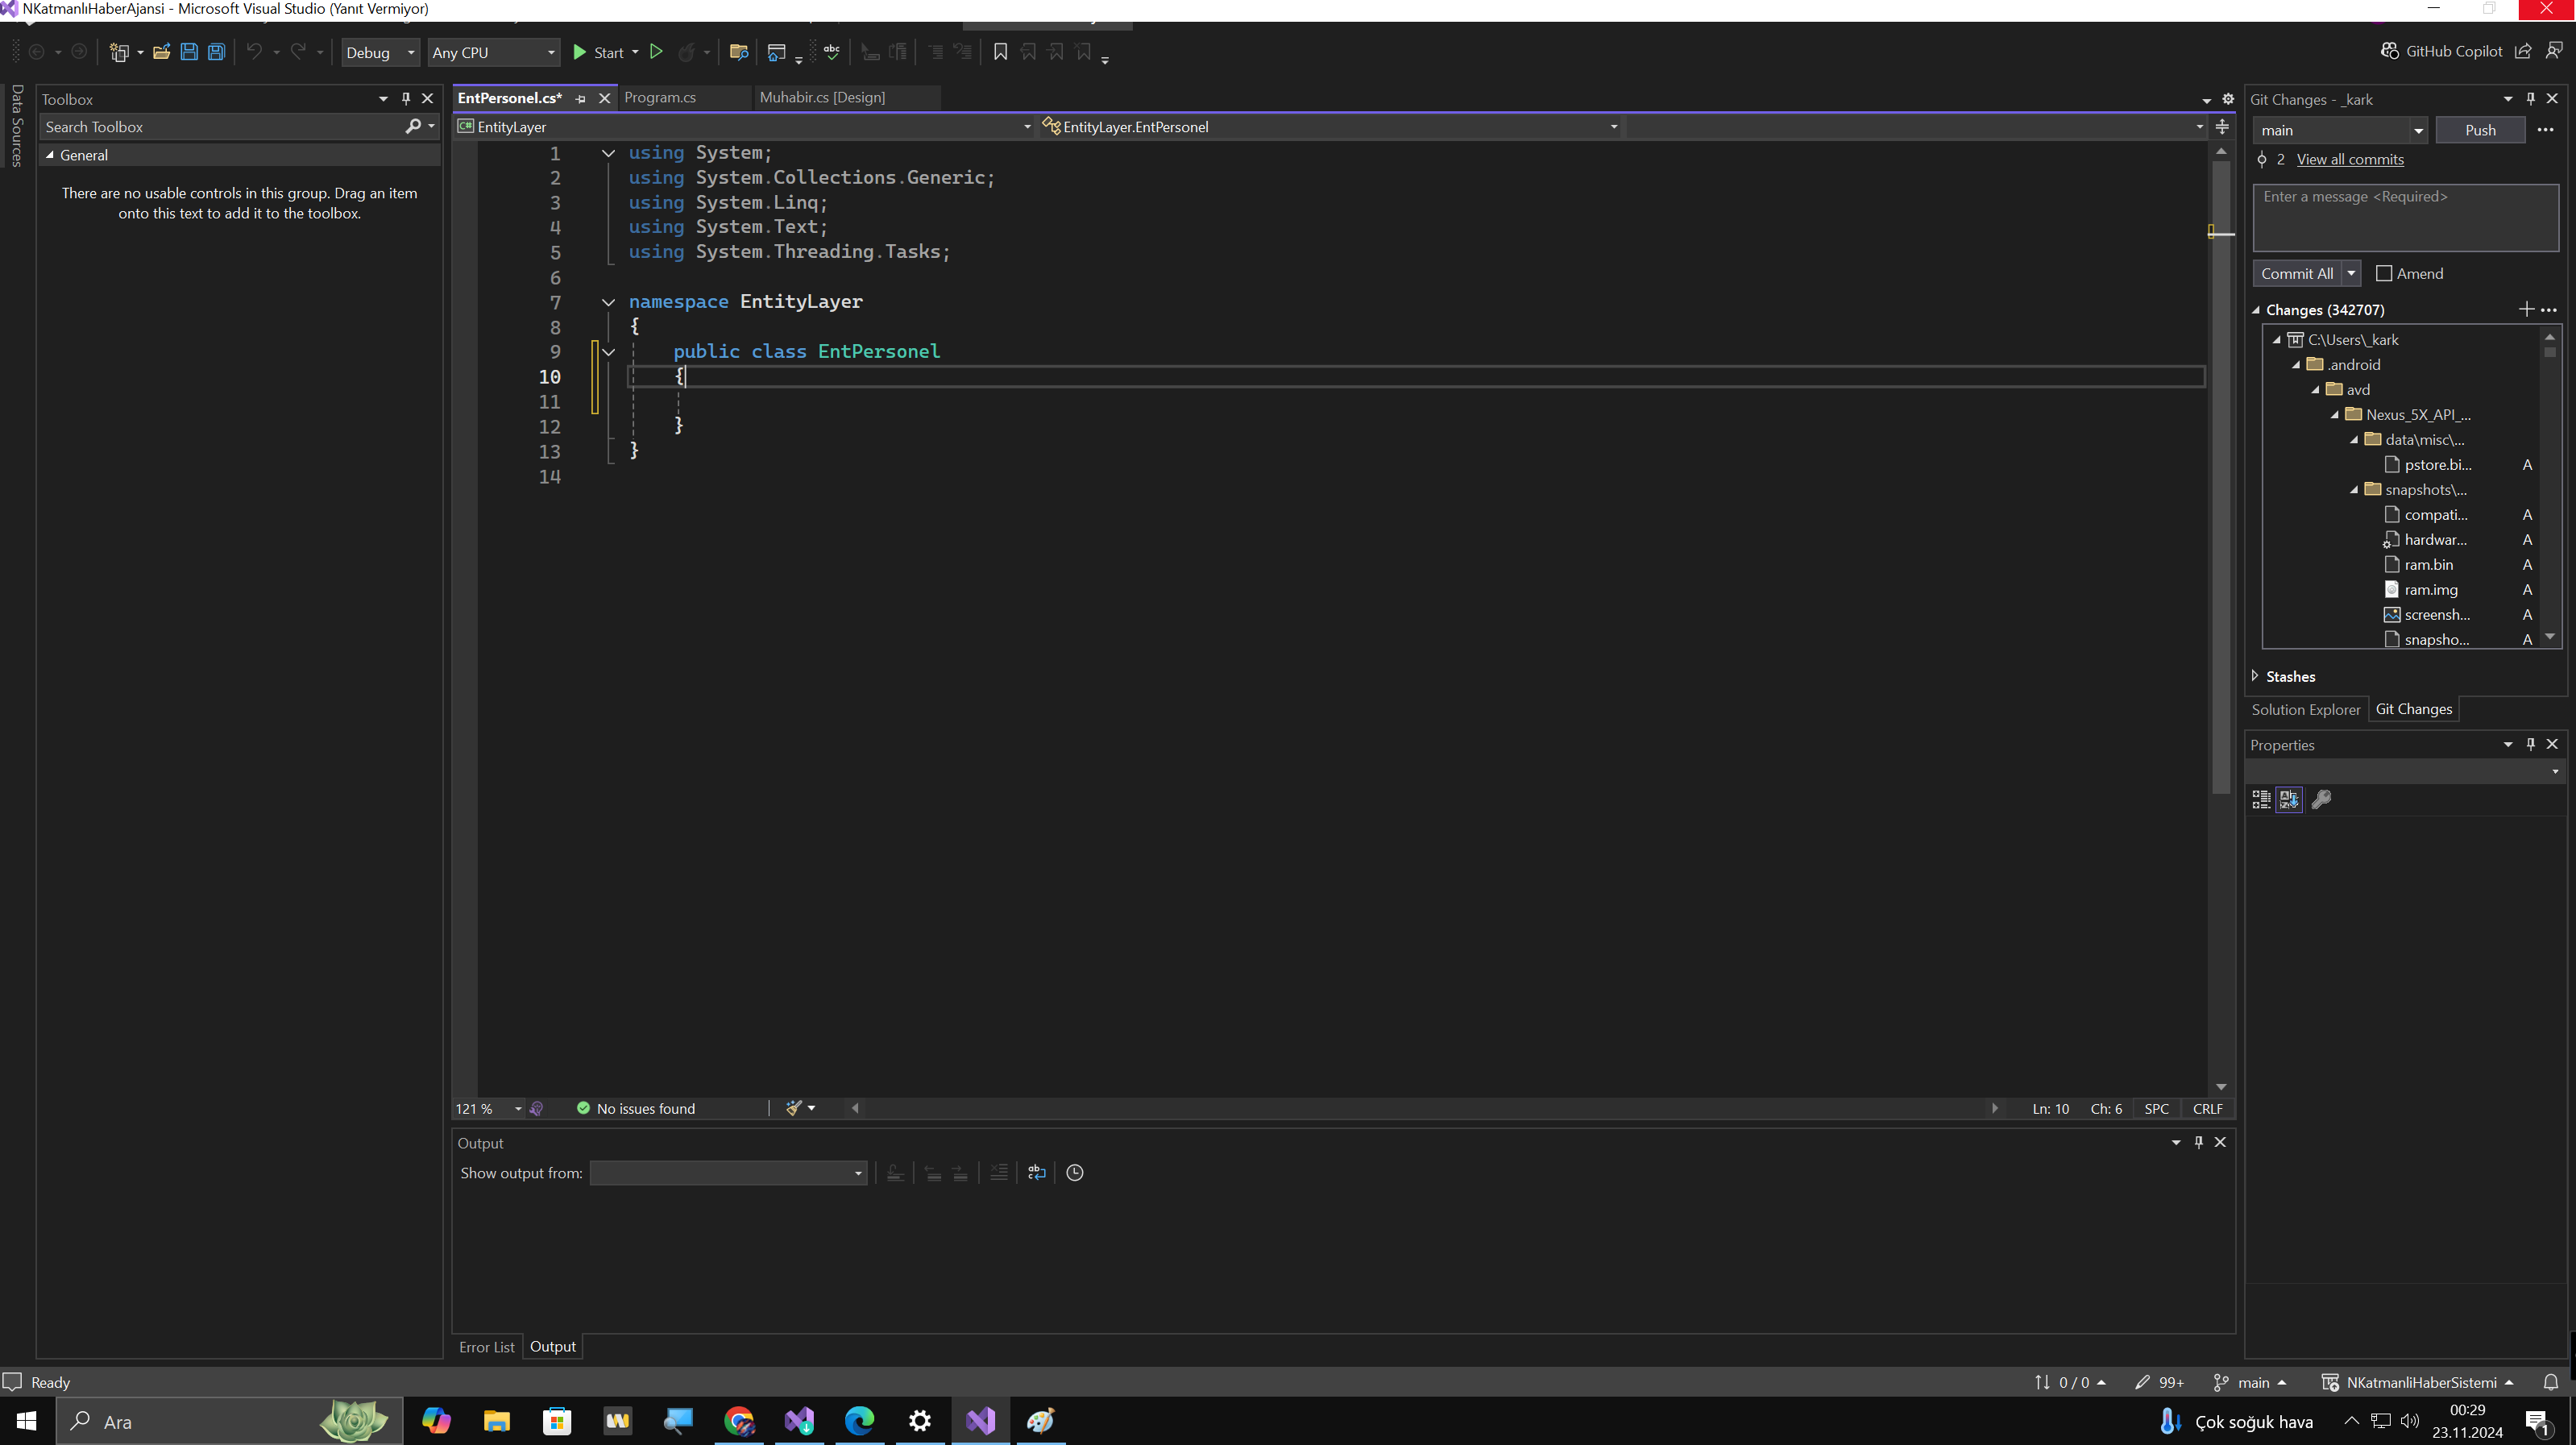 NKatmanlıHaberAjansi - Microsoft Visual Studio (Yanıt Vermiyor)
Debug
Any CPU
Start
GitHub Copilot
Data Sources
Toolbox
Search Toolbox
General
There are no usable controls in this group. Drag an item
onto this text to add it to the toolbox.
EntPersonel.cs*
Program.cs
Muhabir.cs [Design]
EntityLayer
EntityLayer.EntPersonel
1 using System;
2 using System.Collections.Generic;
3 using System.Linq;
4 using System.Text;
5 using System.Threading.Tasks;
6
7 namespace EntityLayer
8 {
9 public class EntPersonel
10 {
11
12 }
13 }
14
121 %
No issues found
Ln: 10
Ch: 6
SPC
CRLF
Output
Show output from:
Error List
Output
Git Changes - _kark
main
Push
2 View all commits
Enter a message <Required>
Commit All
Amend
Changes (342707)
C:\Users\_kark
.android
avd
Nexus_5X_API_...
data\misc\...
pstore.bi... A
snapshots\...
compati... A
hardwar... A
ram.bin A
ram.img A
screensh... A
snapsho... A
Stashes
Solution Explorer
Git Changes
Properties
Ready
0 / 0
99+
main
NKatmanliHaberSistemi
Ara
Çok soğuk hava
00:29
23.11.2024
1